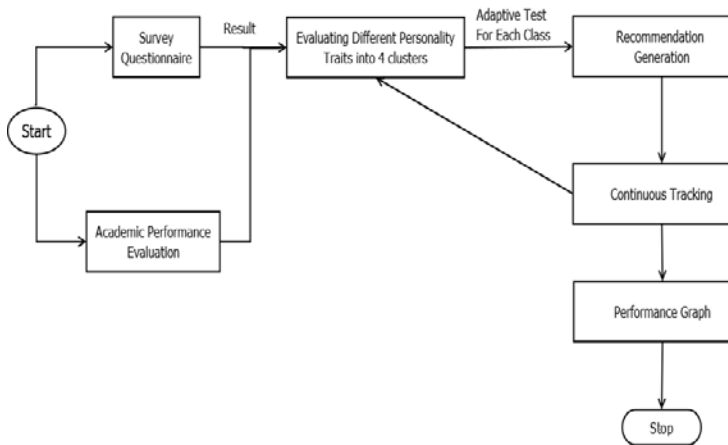 Start
Survey
Questionnaire
Academic Performance
Evaluation
Result
Evaluating Different Personality
Traits into 4 clusters
Adaptive Test
For Each Class
Recommendation
Generation
Continuous Tracking
Performance Graph
Stop